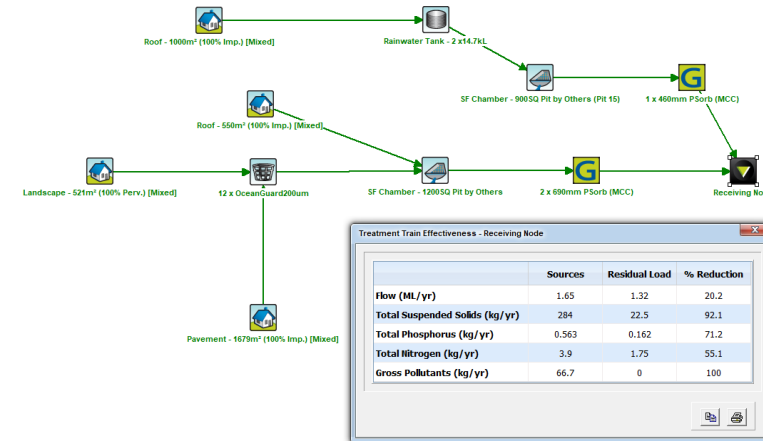 Roof - 1000m² (100% Imp.) [Mixed]
Rainwater Tank - 2 x14.7kL
SF Chamber - 900SQ Pit by Others (Pit 15)
G
1 x 460mm PSorb (MCC)
Roof - 550m² (100% Imp.) [Mixed]
Landscape - 521m² (100% Perv.) [Mixed]
12 x OceanGuard200um
SF Chamber - 1200SQ Pit by Others
G
2 x 690mm PSorb (MCC)
Receiving No
Pavement - 1679m² (100% Imp.) [Mixed]
Treatment Train Effectiveness - Receiving Node
Sources Residual Load % Reduction
Flow (ML/yr) 1.65 1.32 20.2
Total Suspended Solids (kg/yr) 284 22.5 92.1
Total Phosphorus (kg/yr) 0.563 0.162 71.2
Total Nitrogen (kg/yr) 3.9 1.75 55.1
Gross Pollutants (kg/yr) 66.7 0 100